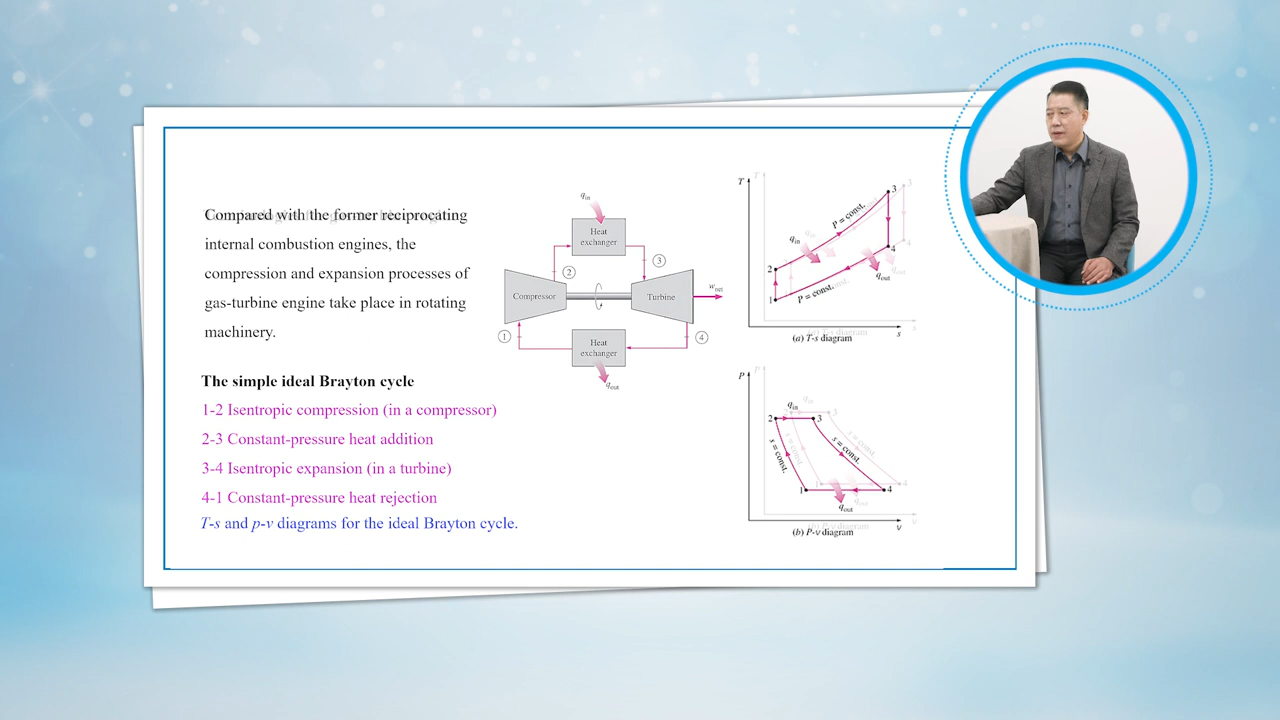 Compared with the former reciprocating
internal combustion engines, the
compression and expansion processes of
gas-turbine engine take place in rotating
machinery.
The simple ideal Brayton cycle
1-2 Isentropic compression (in a compressor)
2-3 Constant-pressure heat addition
3-4 Isentropic expansion (in a turbine)
4-1 Constant-pressure heat rejection
T-s and p-v diagrams for the ideal Brayton cycle.
qin
Heat
exchanger
2
3
Compressor
Turbine
wout
1
4
Heat
exchanger
qout
T
3
P = const.
qin
2
4
qout
1
P = const.
s
(a) T-s diagram
P
qin
2
3
s = const.
s = const.
1
4
qout
v
(b) P-v diagram